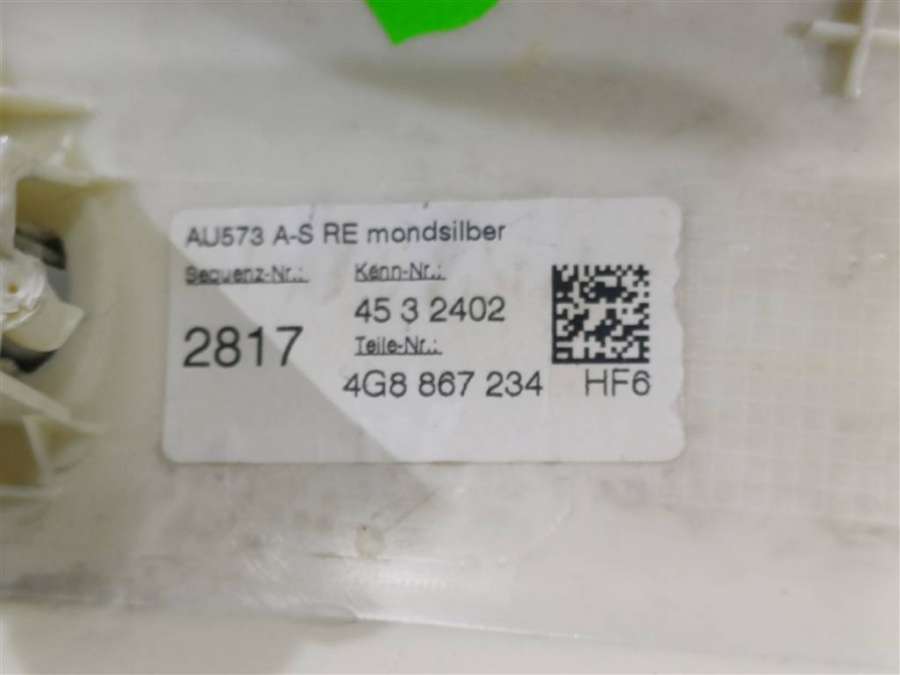 AU573 A-S RE mondsilber
Sequenz-Nr.: Kenn-Nr.:
45 3 2402
2817
Teile-Nr.:
4G8 867 234 HF6